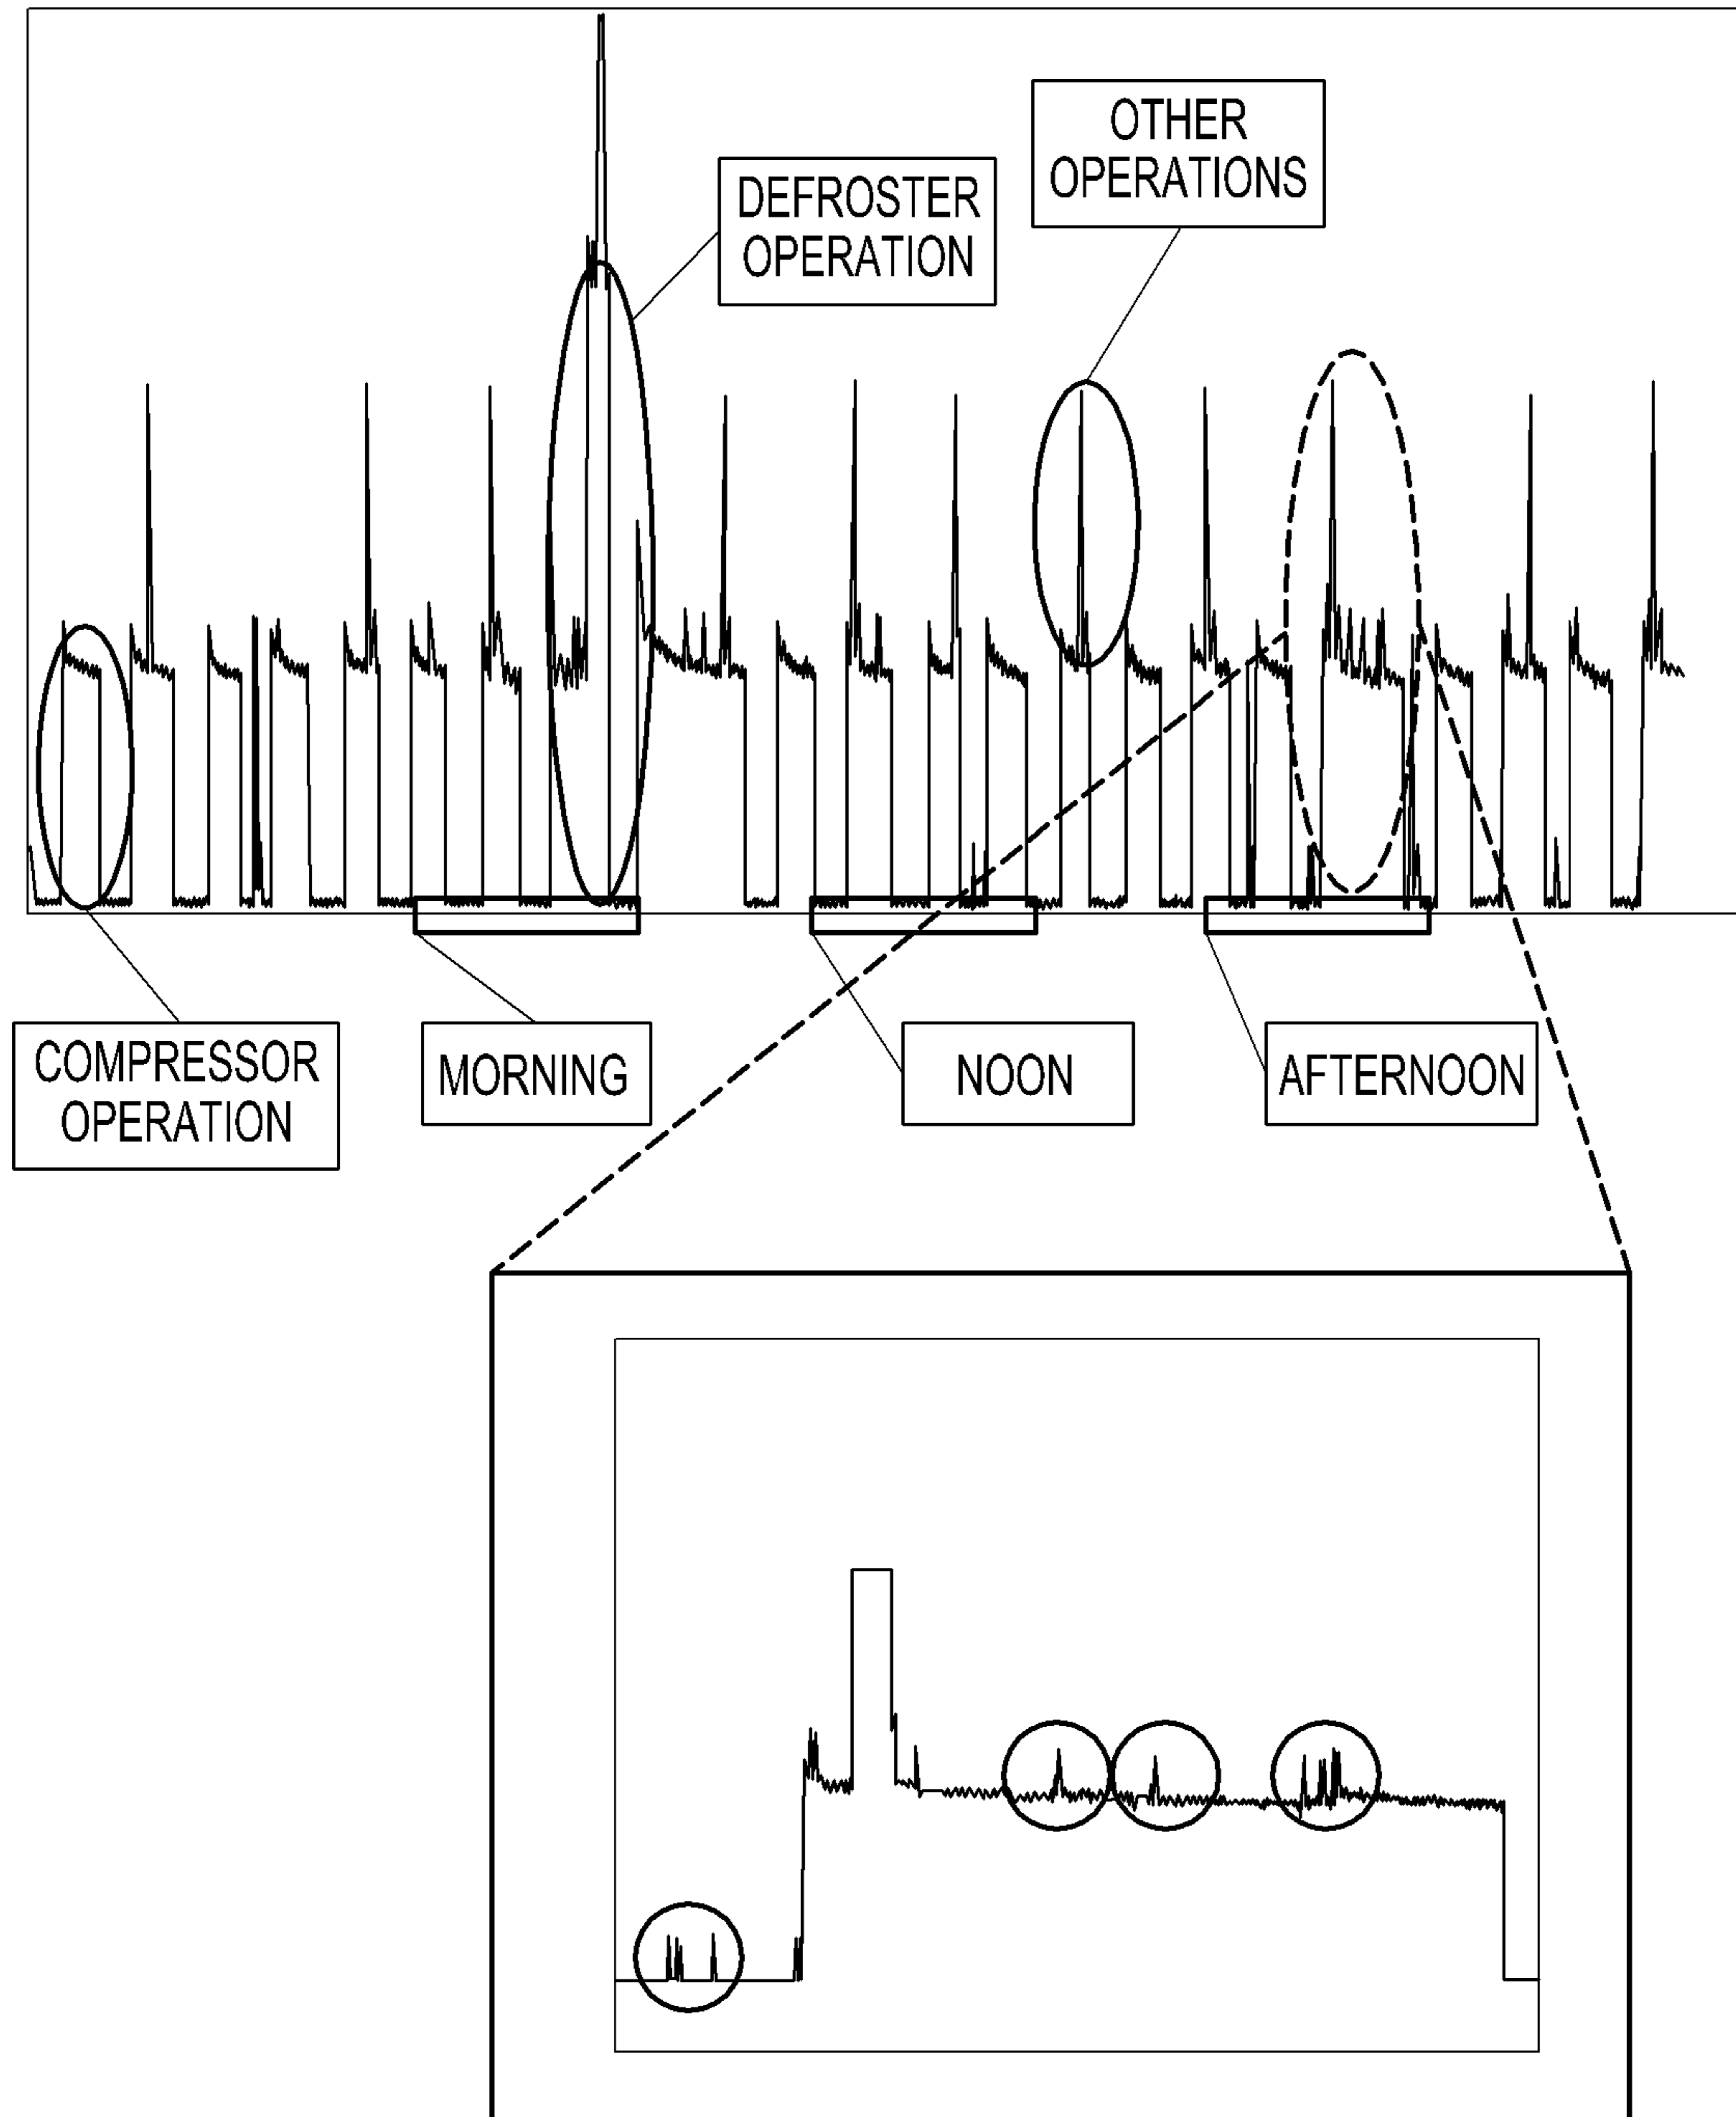 OTHER
OPERATIONS
DEFROSTER
OPERATION
COMPRESSOR
OPERATION
MORNING
NOON
AFTERNOON